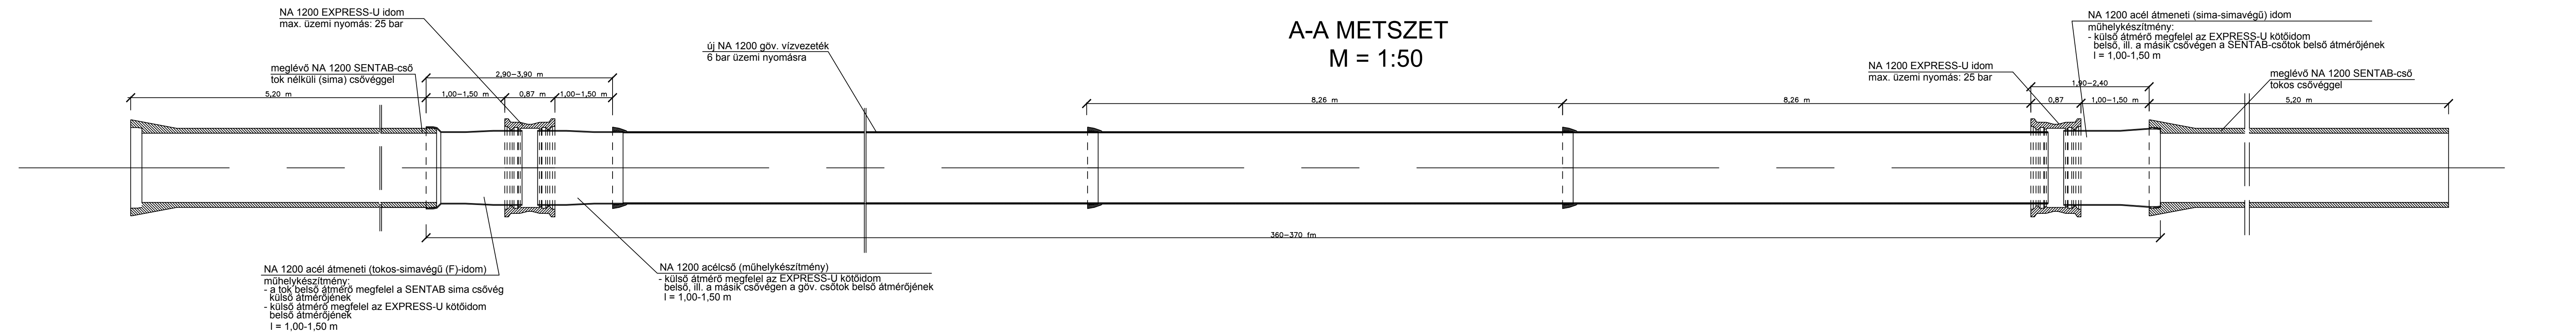 A-A METSZET
M = 1:50
NA 1200 EXPRESS-U idom
max. üzemi nyomás: 25 bar
meglévő NA 1200 SENTAB-cső
tok nélküli (sima) csővéggel
új NA 1200 göv. vízvezeték
6 bar üzemi nyomásra
NA 1200 acél átmeneti (sima-simavégű) idom
műhelykészítmény:
- külső átmérő megfelel az EXPRESS-U kötőidom
belső, ill. a másik csővégen a SENTAB-csőtok belső átmérőjének
l = 1,00-1,50 m
NA 1200 EXPRESS-U idom
max. üzemi nyomás: 25 bar
meglévő NA 1200 SENTAB-cső
tokos csővéggel
2,90-3,90 m
5,20 m
1,00-1,50 m
0,87 m
1,00-1,50 m
8,26 m
8,26 m
1,90-2,40
0,87
1,00-1,50 m
5,20 m
360-370 fm
NA 1200 acél átmeneti (tokos-simavégű (F)-idom)
műhelykészítmény:
- a tok belső átmérő megfelel a SENTAB sima csővég
külső átmérőjének
- külső átmérő megfelel az EXPRESS-U kötőidom
belső átmérőjének
l = 1,00-1,50 m
NA 1200 acélcső (műhelykészítmény)
- külső átmérő megfelel az EXPRESS-U kötőidom
belső, ill. a másik csővégen a göv. csőtok belső átmérőjének
l = 1,00-1,50 m